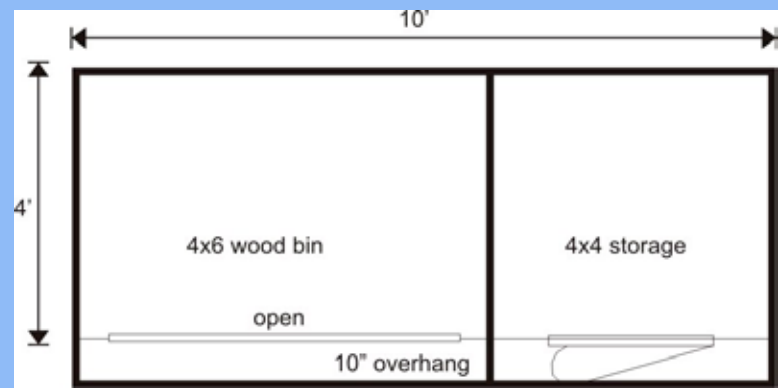 10’
4’
4x6 wood bin
4x4 storage
open
10” overhang